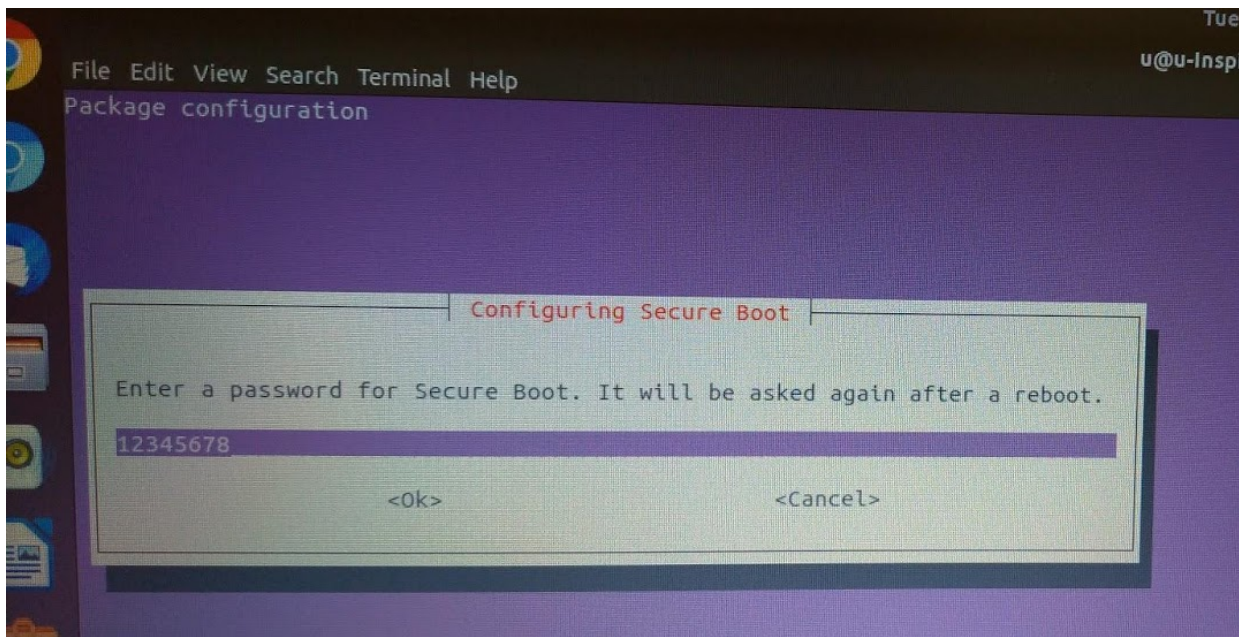 Tue
u@u-Inspi
File Edit View Search Terminal Help
Package configuration
Configuring Secure Boot
Enter a password for Secure Boot. It will be asked again after a reboot.
12345678
<Ok> <Cancel>